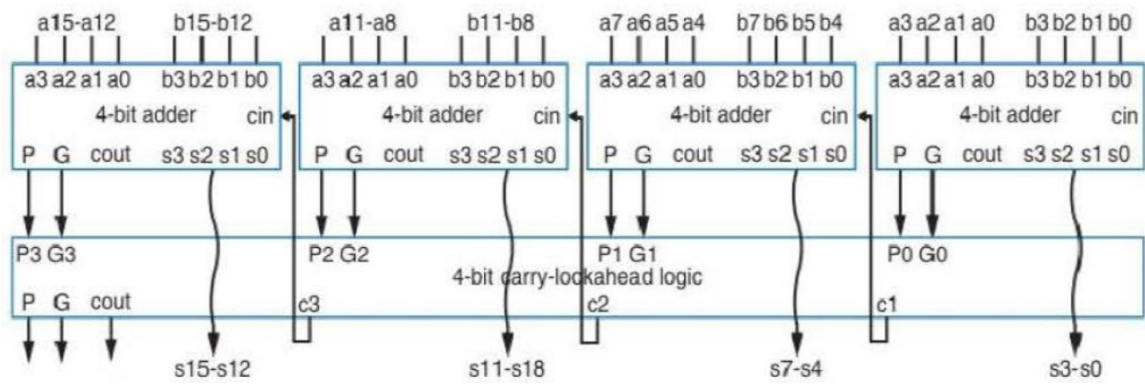 a15-a12 b15-b12 a11-a8 b11-b8 a7 a6 a5 a4 b7 b6 b5 b4 a3 a2 a1 a0 b3 b2 b1 b0
a3 a2 a1 a0 b3 b2 b1 b0 a3 a2 a1 a0 b3 b2 b1 b0 a3 a2 a1 a0 b3 b2 b1 b0 a3 a2 a1 a0 b3 b2 b1 b0
4-bit adder cin 4-bit adder cin 4-bit adder cin 4-bit adder cin
P G cout s3 s2 s1 s0 P G cout s3 s2 s1 s0 P G cout s3 s2 s1 s0 P G cout s3 s2 s1 s0
P3 G3 P2 G2 P1 G1 P0 G0
4-bit carry-lookahead logic
P G cout c3 c2 c1
s15-s12 s11-s18 s7-s4 s3-s0